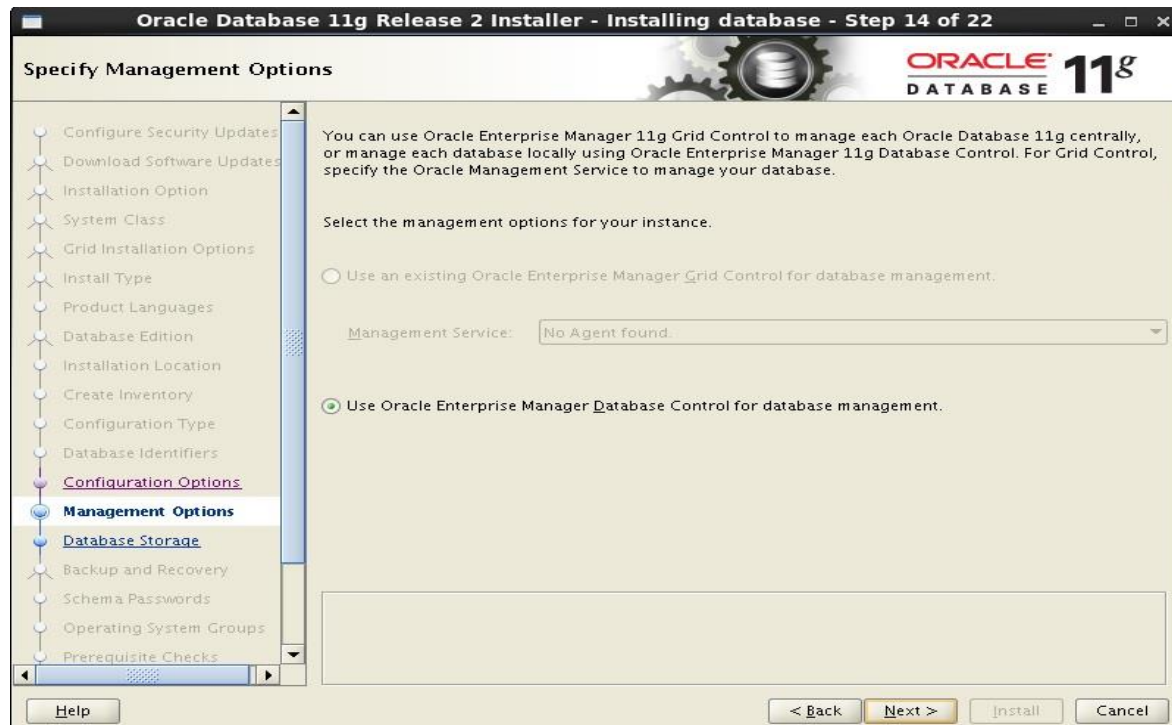 Oracle Database 11g Release 2 Installer - Installing database - Step 14 of 22
Specify Management Options
ORACLE
DATABASE 11g
Configure Security Updates
Download Software Updates
Installation Option
System Class
Grid Installation Options
Install Type
Product Languages
Database Edition
Installation Location
Create Inventory
Configuration Type
Database Identifiers
Configuration Options
Management Options
Database Storage
Backup and Recovery
Schema Passwords
Operating System Groups
Prerequisite Checks
You can use Oracle Enterprise Manager 11g Grid Control to manage each Oracle Database 11g centrally,
or manage each database locally using Oracle Enterprise Manager 11g Database Control. For Grid Control,
specify the Oracle Management Service to manage your database.
Select the management options for your instance.
Use an existing Oracle Enterprise Manager Grid Control for database management.
Management Service: No Agent found.
Use Oracle Enterprise Manager Database Control for database management.
Help
< Back Next > Install Cancel